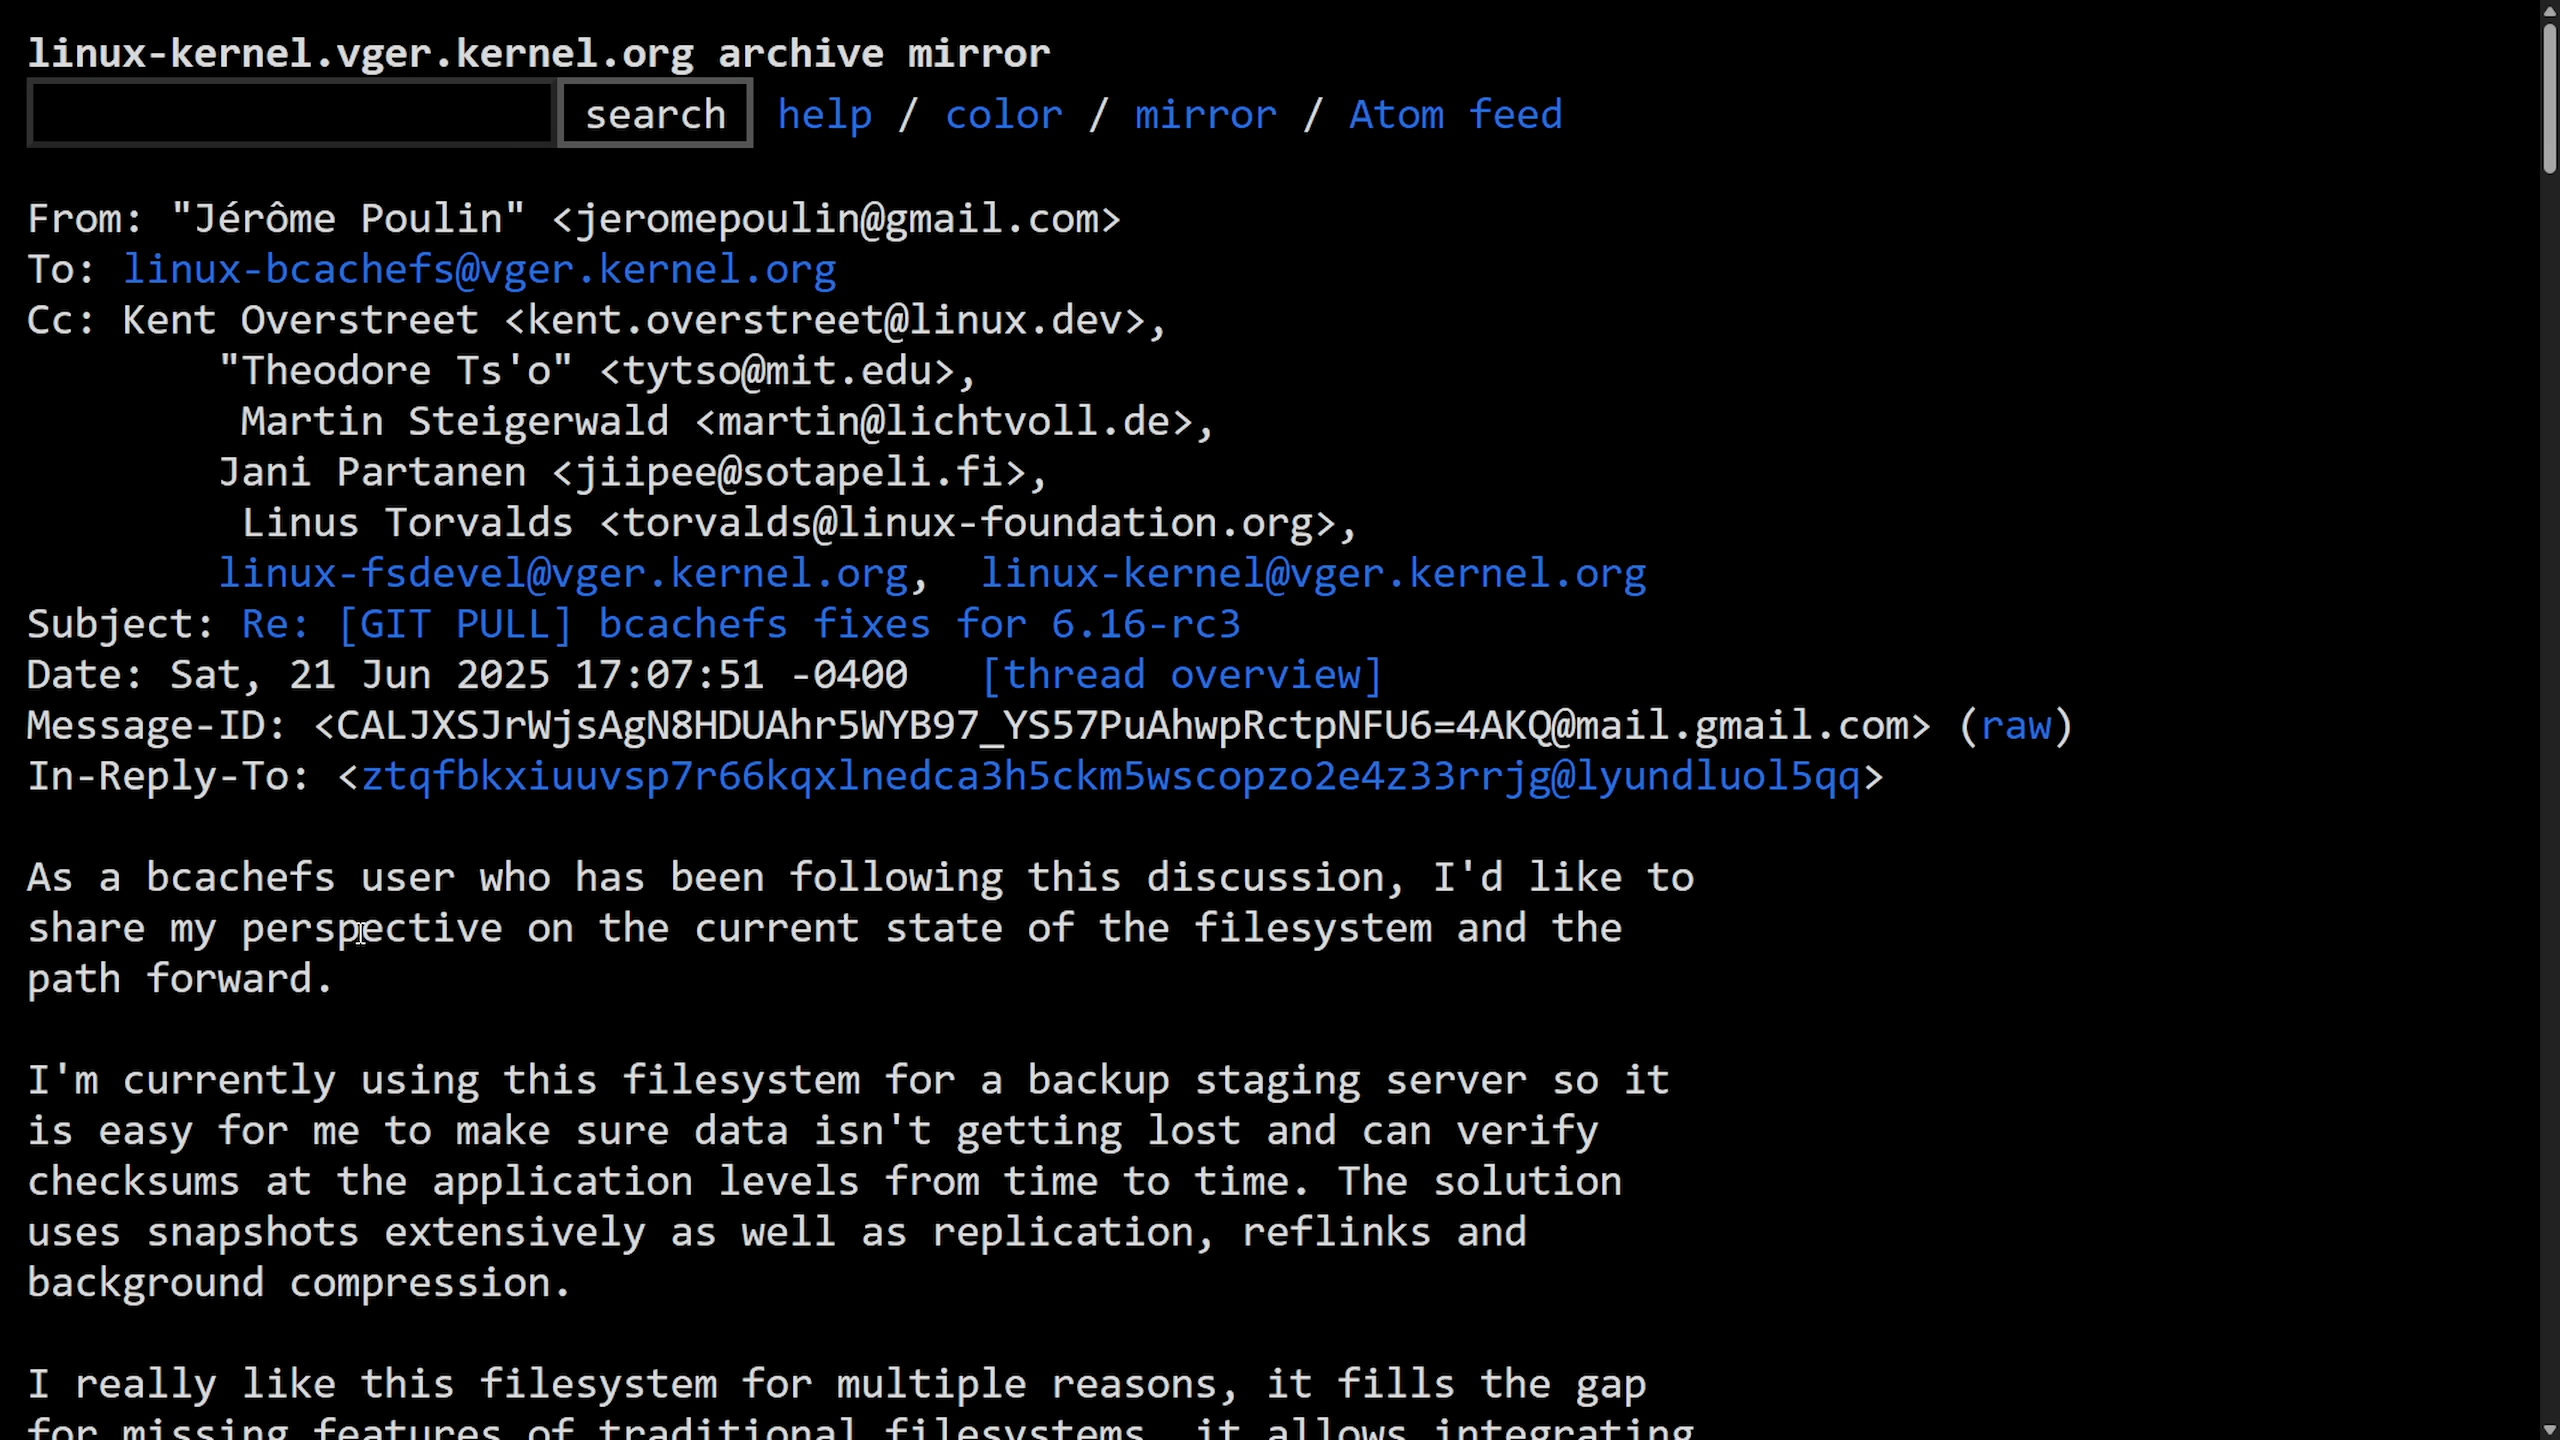 linux-kernel.vger.kernel.org archive mirror
search help / color / mirror / Atom feed
From: "Jérôme Poulin" <jeromepoulin@gmail.com>
To: linux-bcachefs@vger.kernel.org
Cc: Kent Overstreet <kent.overstreet@linux.dev>,
"Theodore Ts'o" <tytso@mit.edu>,
Martin Steigerwald <martin@lichtvoll.de>,
Jani Partanen <jiipee@sotapeli.fi>,
Linus Torvalds <torvalds@linux-foundation.org>,
linux-fsdevel@vger.kernel.org, linux-kernel@vger.kernel.org
Subject: Re: [GIT PULL] bcachefs fixes for 6.16-rc3
Date: Sat, 21 Jun 2025 17:07:51 -0400 [thread overview]
Message-ID: <CALJXSJrWjsAgN8HDUAhr5WYB97_YS57PuAhwpRctpNFU6=4AKQ@mail.gmail.com> (raw)
In-Reply-To: <ztqfbkxiuuvsp7r66kqxlnedca3h5ckm5wscopzo2e4z33rrjg@lyundluol5qq>
As a bcachefs user who has been following this discussion, I'd like to
share my perspective on the current state of the filesystem and the
path forward.
I'm currently using this filesystem for a backup staging server so it
is easy for me to make sure data isn't getting lost and can verify
checksums at the application levels from time to time. The solution
uses snapshots extensively as well as replication, reflinks and
background compression.
I really like this filesystem for multiple reasons, it fills the gap
for missing features of traditional filesystems, it allows integrating